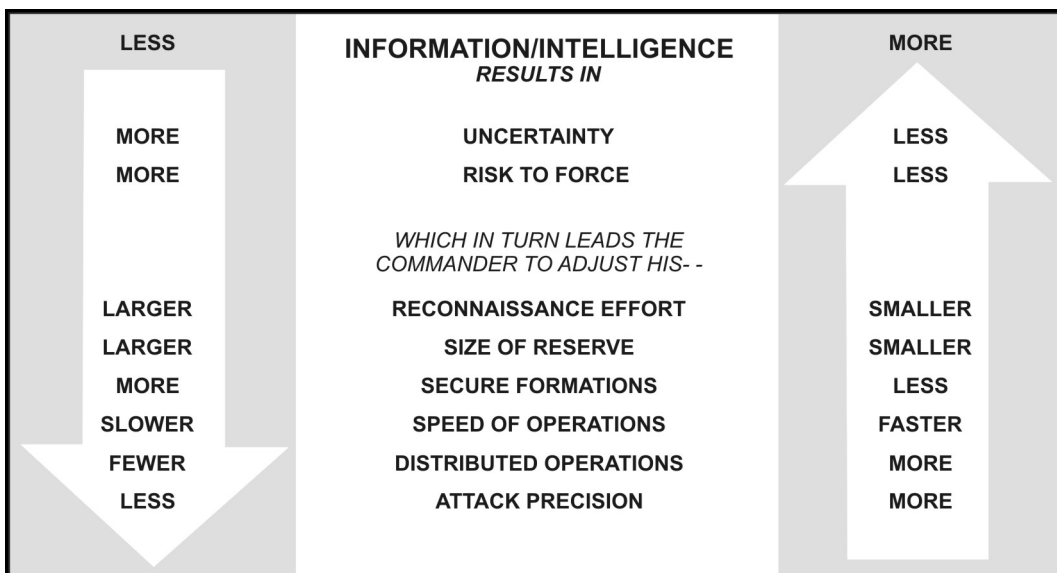 LESS INFORMATION/INTELLIGENCE MORE
RESULTS IN
MORE UNCERTAINTY LESS
MORE RISK TO FORCE LESS
WHICH IN TURN LEADS THE
COMMANDER TO ADJUST HIS- -
LARGER RECONNAISSANCE EFFORT SMALLER
LARGER SIZE OF RESERVE SMALLER
MORE SECURE FORMATIONS LESS
SLOWER SPEED OF OPERATIONS FASTER
FEWER DISTRIBUTED OPERATIONS MORE
LESS ATTACK PRECISION MORE